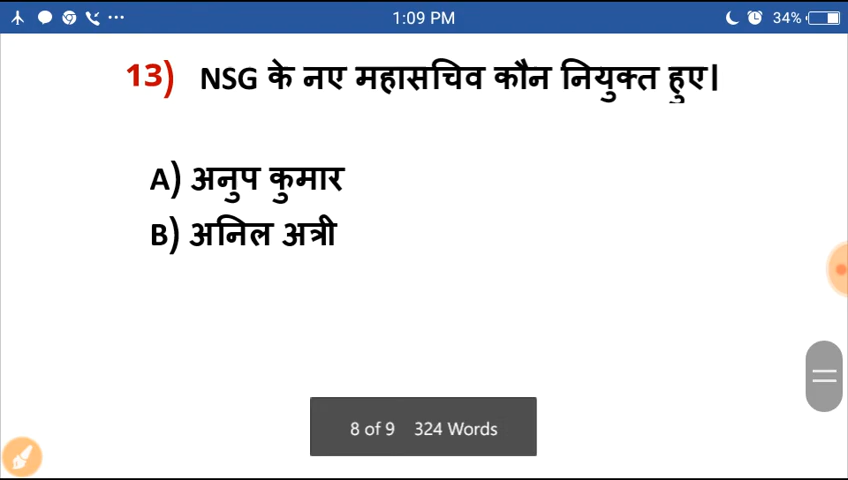 1:09 PM
34%
13) NSG के नए महासचिव कौन नियुक्त हुए।
A) अनुप कुमार
B) अनिल अत्री
8 of 9 324 Words